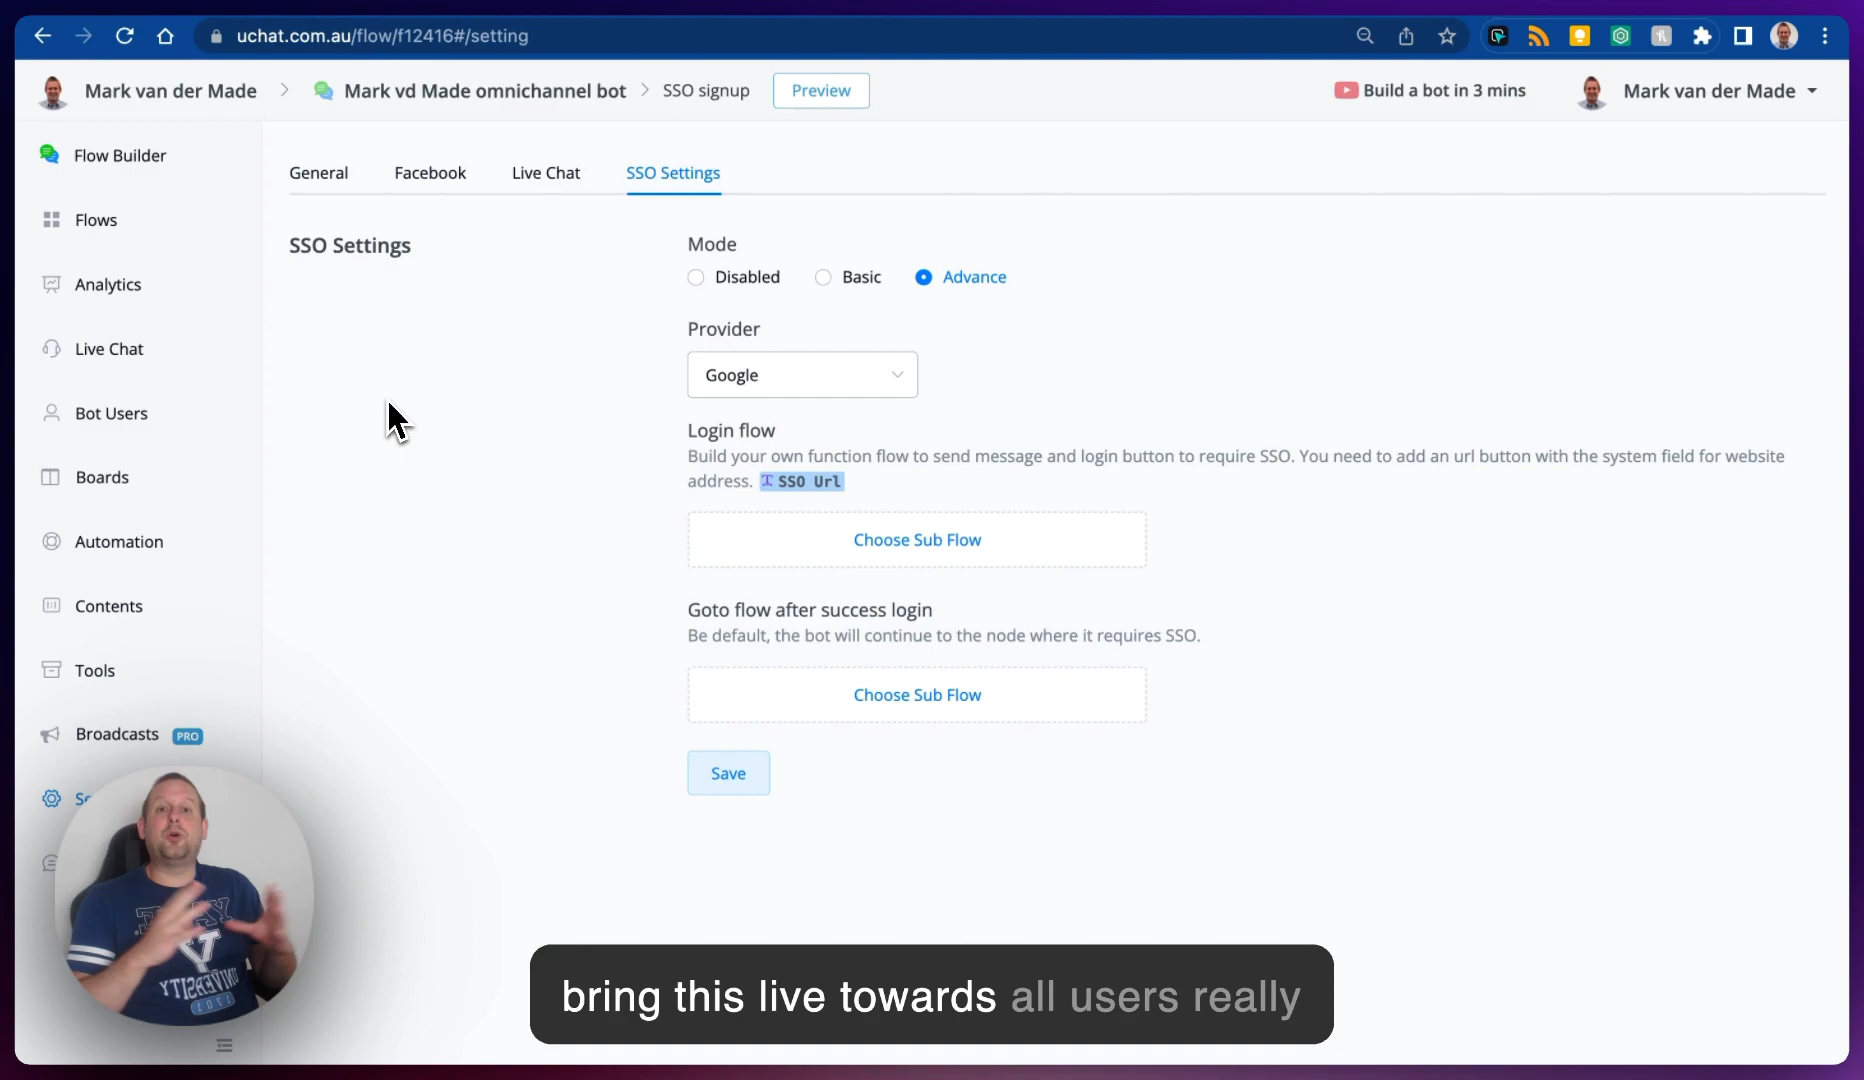 uchat.com.au/flow/f12416#/setting
Mark van der Made
Mark vd Made omnichannel bot
SSO signup
Preview
Build a bot in 3 mins
Mark van der Made
Flow Builder
Flows
Analytics
Live Chat
Bot Users
Boards
Automation
Contents
Tools
Broadcasts PRO
General
Facebook
Live Chat
SSO Settings
SSO Settings
Mode
Disabled
Basic
Advance
Provider
Google
Login flow
Build your own function flow to send message and login button to require SSO. You need to add an url button with the system field for website
address. SSO Url
Choose Sub Flow
Goto flow after success login
Be default, the bot will continue to the node where it requires SSO.
Choose Sub Flow
Save
bring this live towards all users really